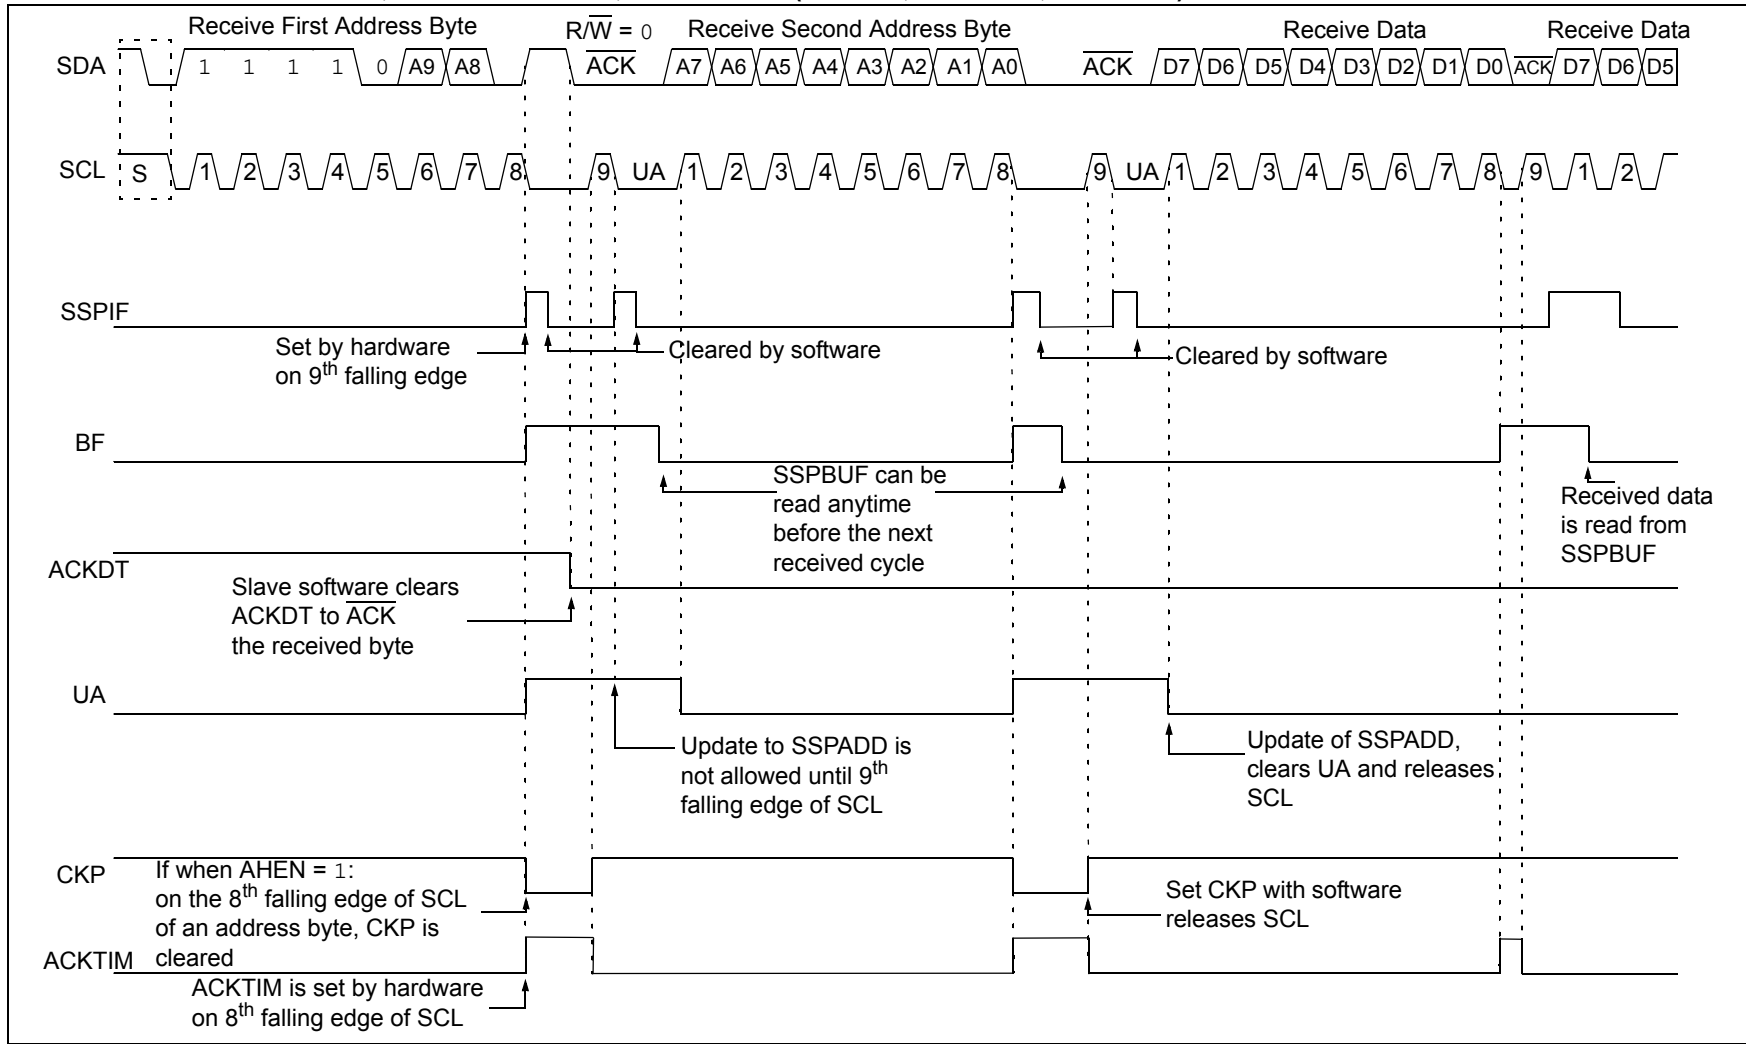 Receive First Address Byte R/W = 0 Receive Second Address Byte Receive Data Receive Data
SDA 1 1 1 1 0 A9 A8 ACK A7 A6 A5 A4 A3 A2 A1 A0 ACK D7 D6 D5 D4 D3 D2 D1 D0 ACK D7 D6 D5
SCL S 1 2 3 4 5 6 7 8 9 UA 1 2 3 4 5 6 7 8 9 UA 1 2 3 4 5 6 7 8 9 1 2
SSPIF
Set by hardware
on 9th falling edge
Cleared by software
Cleared by software
BF
SSPBUF can be
read anytime
before the next
received cycle
Received data
is read from
SSPBUF
ACKDT
Slave software clears
ACKDT to ACK
the received byte
UA
Update to SSPADD is
not allowed until 9th
falling edge of SCL
Update of SSPADD,
clears UA and releases
SCL
CKP
If when AHEN = 1:
on the 8th falling edge of SCL
of an address byte, CKP is
cleared
Set CKP with software
releases SCL
ACKTIM
ACKTIM is set by hardware
on 8th falling edge of SCL